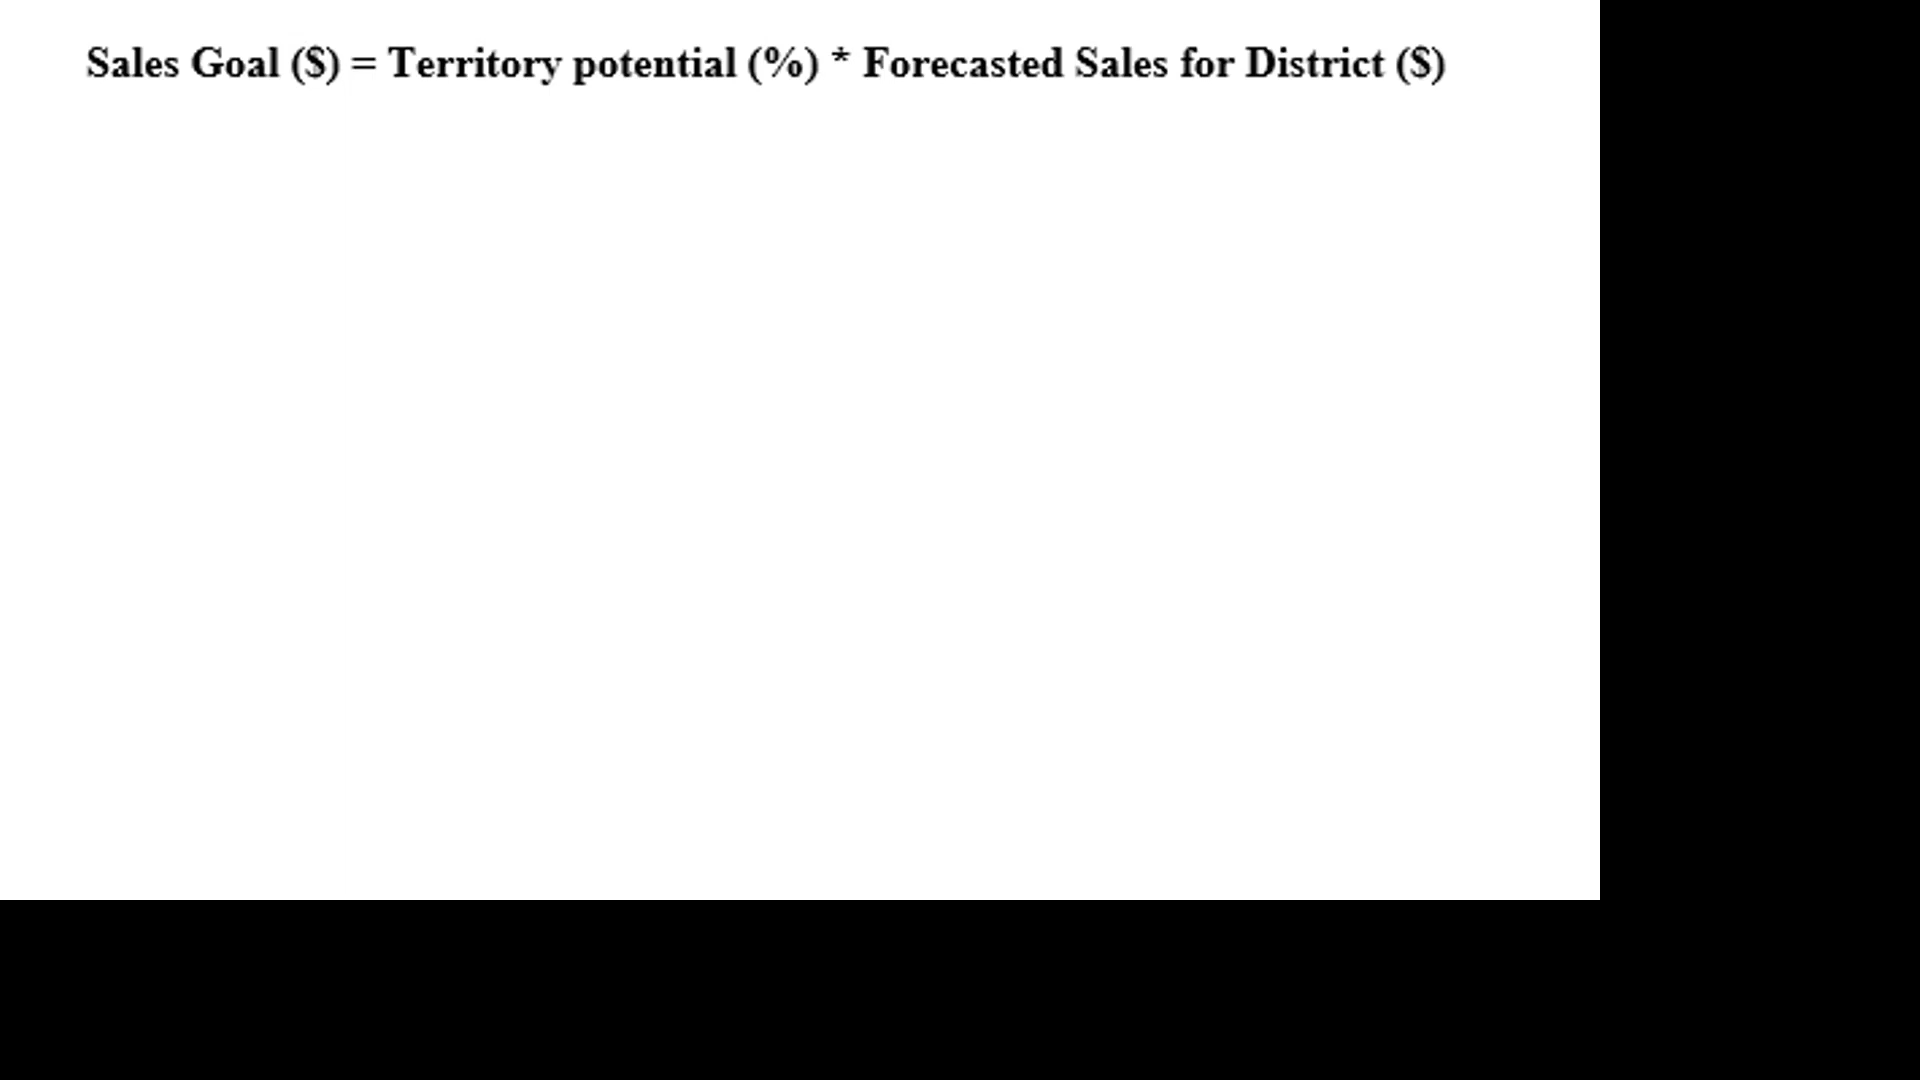 Sales Goal ($) = Territory potential (%) * Forecasted Sales for District ($)